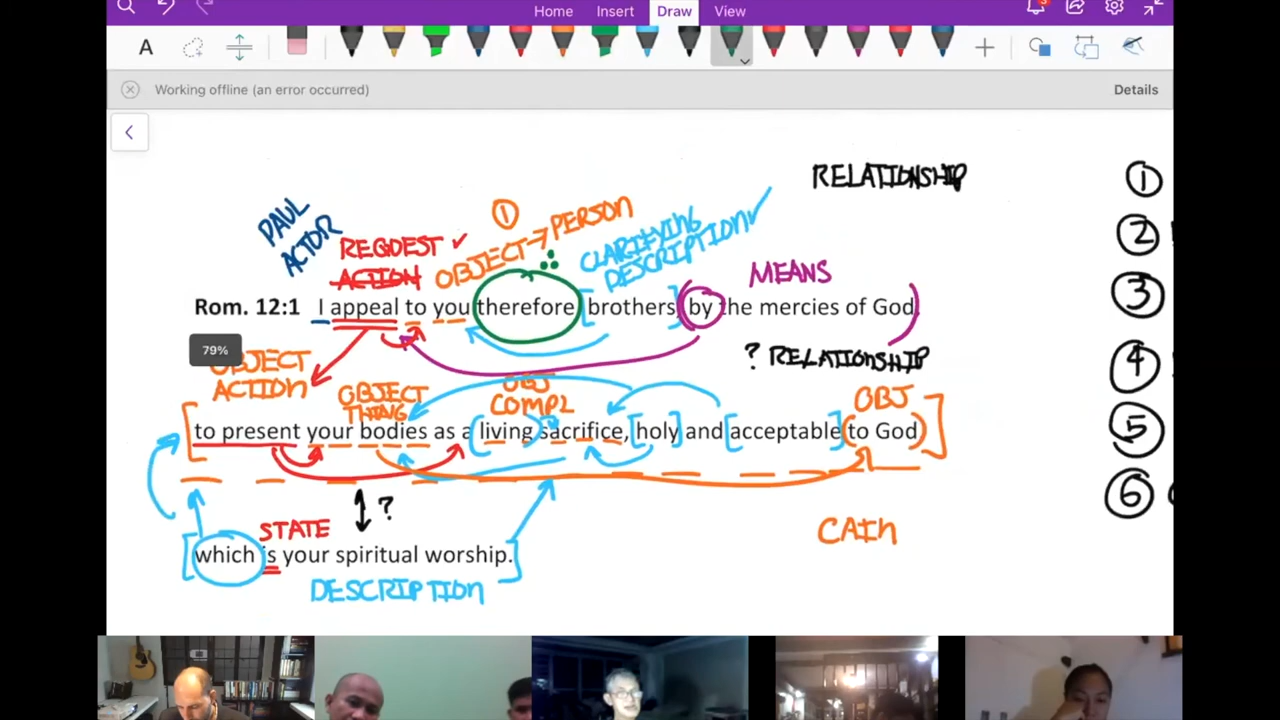 Home Insert Draw View
A
Working offline (an error occurred) Details
RELATIONSHIP
①
PAUL
ACTOR
①
REQUEST ✓
ACTION
OBJECT→PERSON
CLARIFYING
DESCRIPTION ✓
②
MEANS
Rom. 12:1 I appeal to you therefore [brothers], (by the mercies of God,)
③
79%
? RELATIONSHIP
④
OBJECT
ACTION
OBJECT
THING
OBJ
COMPL
OBJ
[to present your bodies as a (living) sacrifice, [holy] and [acceptable] (to God)]
⑤
?
⑥
STATE
CAIN
[which is your spiritual worship.]
DESCRIPTION